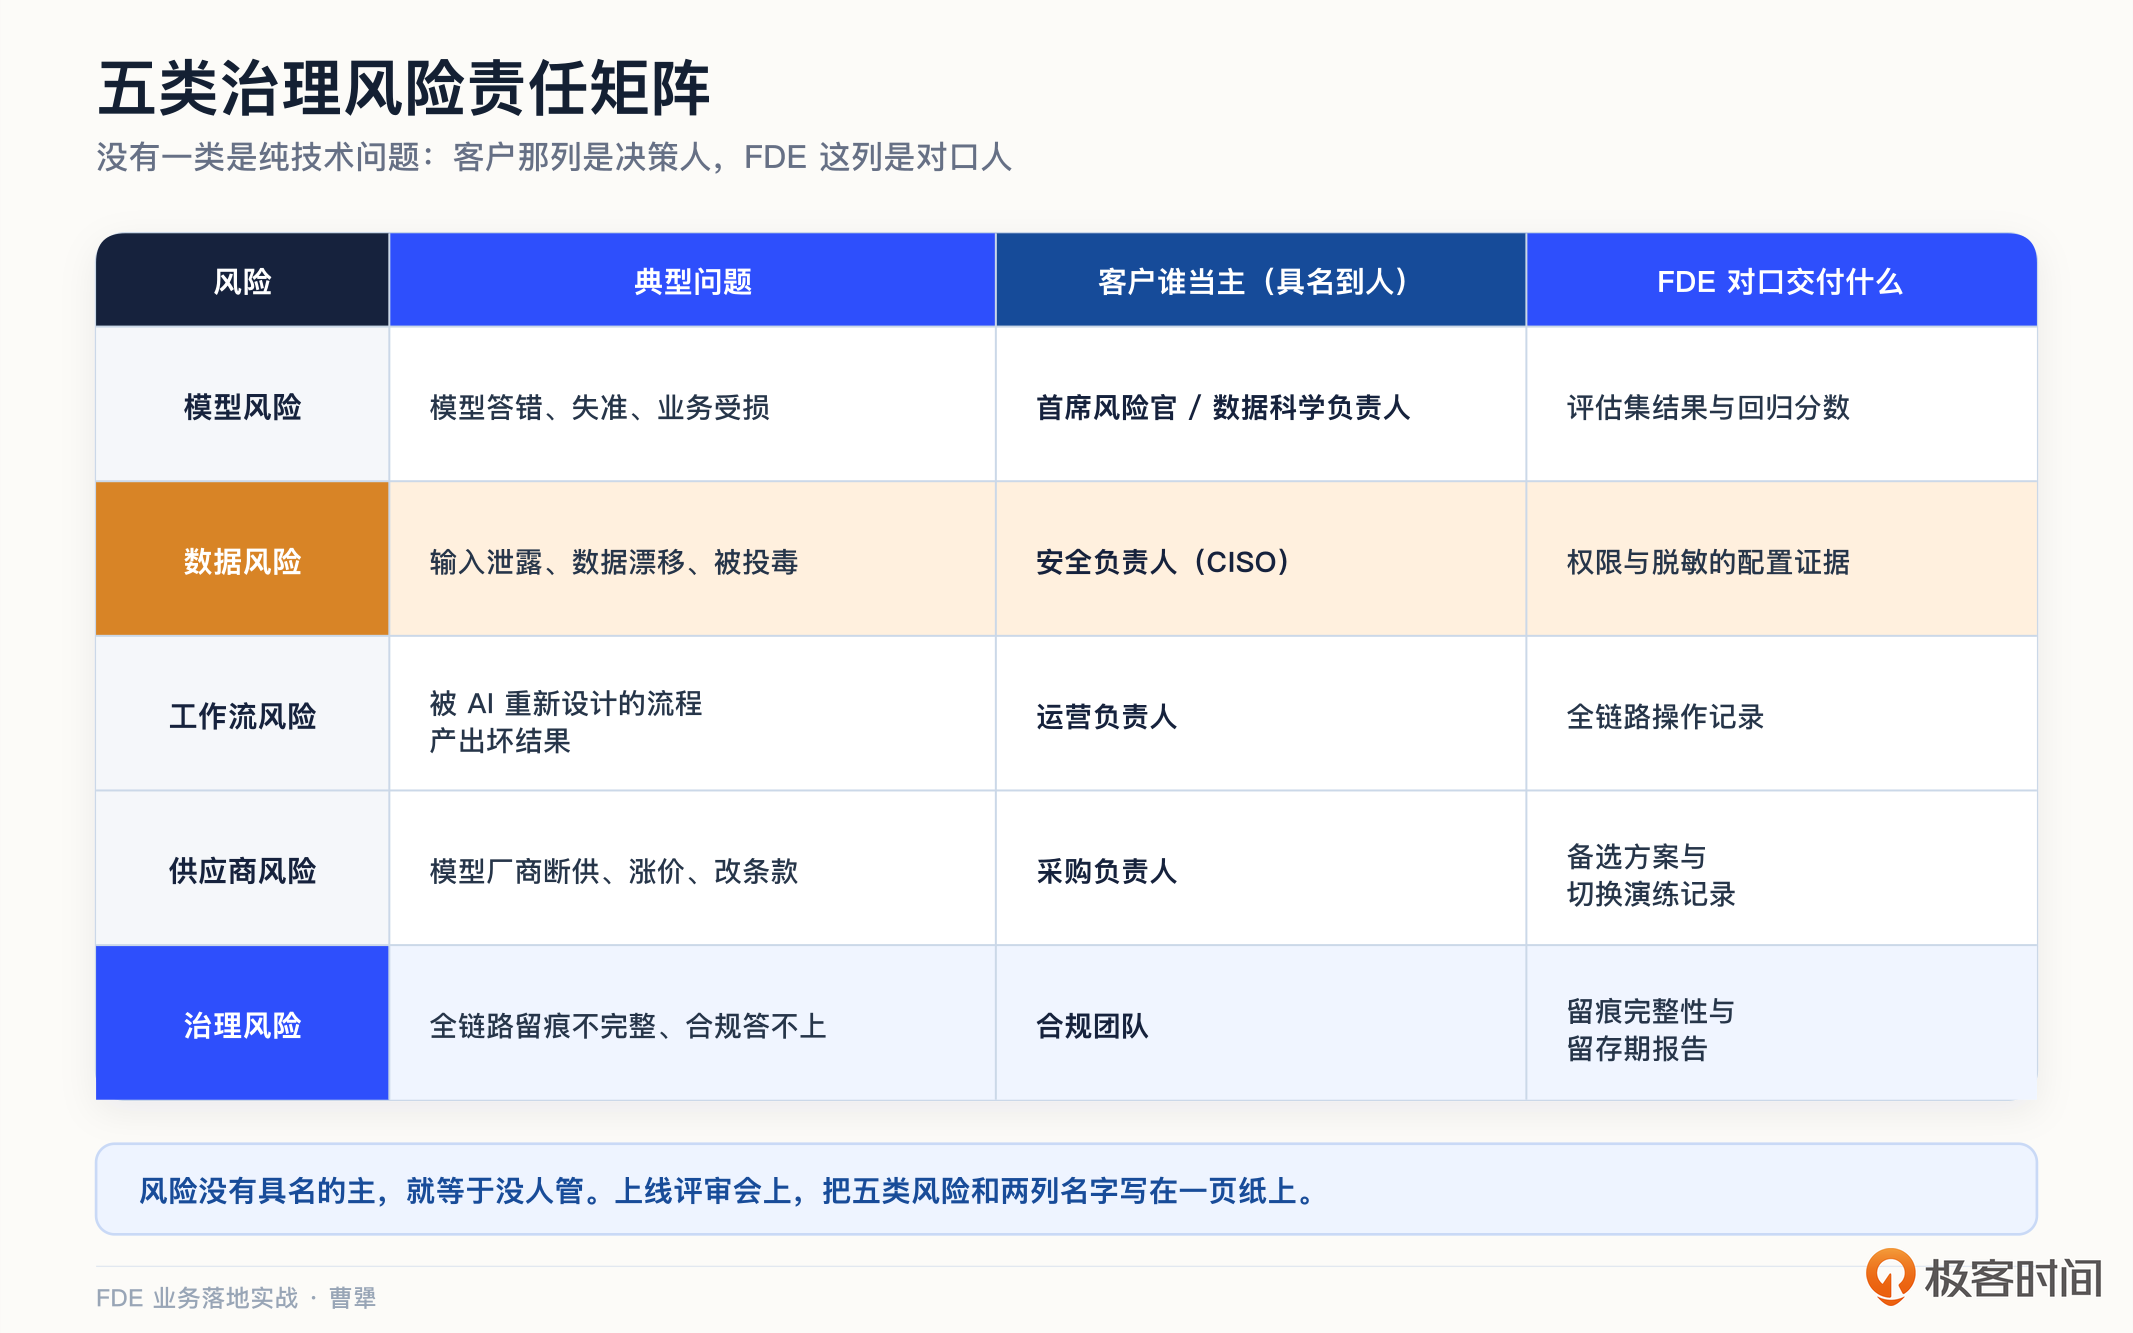 五类治理风险责任矩阵
没有一类是纯技术问题：客户那列是决策人，FDE 这列是对口人
风险
典型问题
客户谁当主（具名到人）
FDE 对口交付什么
模型风险
模型答错、失准、业务受损
首席风险官 / 数据科学负责人
评估集结果与回归分数
数据风险
输入泄露、数据漂移、被投毒
安全负责人（CISO）
权限与脱敏的配置证据
工作流风险
被 AI 重新设计的流程
产出坏结果
运营负责人
全链路操作记录
供应商风险
模型厂商断供、涨价、改条款
采购负责人
备选方案与
切换演练记录
治理风险
全链路留痕不完整、合规答不上
合规团队
留痕完整性与
留存期报告
风险没有具名的主，就等于没人管。上线评审会上，把五类风险和两列名字写在一页纸上。
FDE 业务落地实战 · 曹犟
极客时间